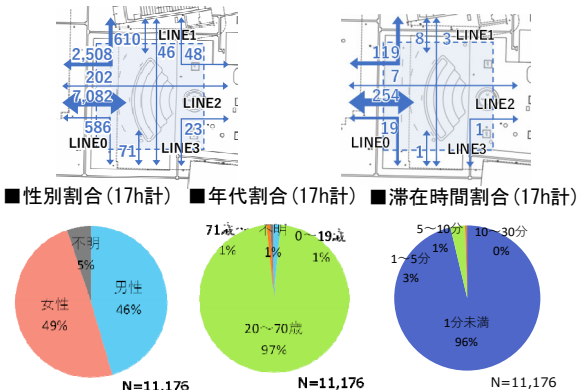 610
LINE1
46
48
2,508
202
7,082
LINE2
586
23
LINE0
71
LINE3
8
3
LINE1
119
7
254
LINE2
19
1
LINE0
1
LINE3
■性別割合(17h計)
■年代割合(17h計)
■滞在時間割合(17h計)
不明
5%
男性
46%
女性
49%
N=11,176
71歳~
1%
不明
1%
0~19歳
1%
20~70歳
97%
N=11,176
5~10分
1%
10~30分
0%
1~5分
3%
1分未満
96%
N=11,176